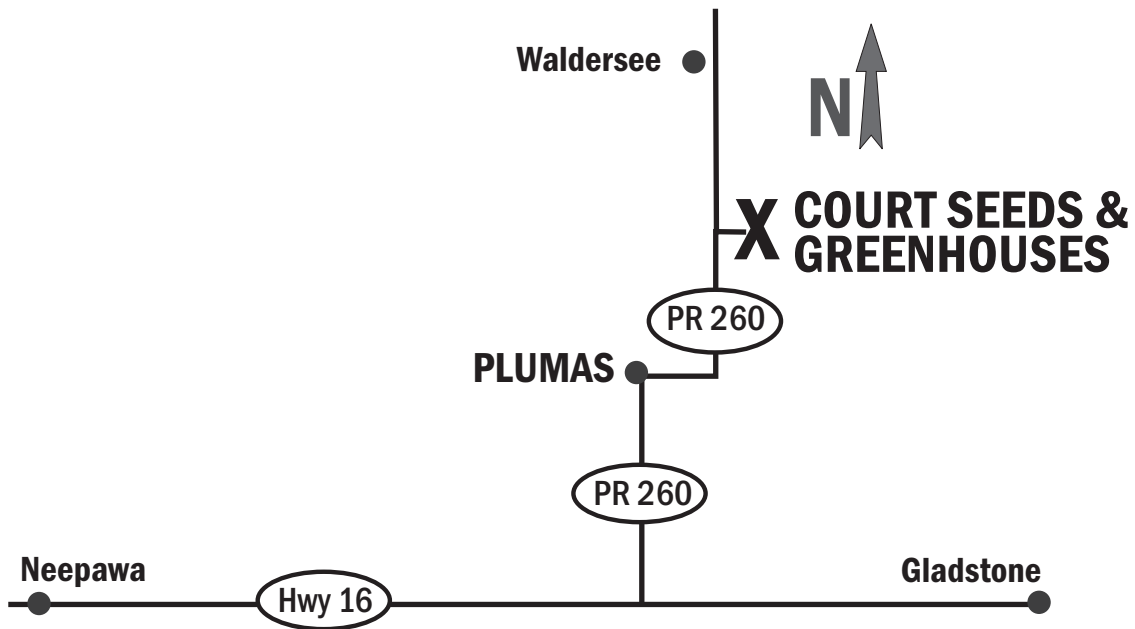 Waldersee
N
COURT SEEDS &
GREENHOUSES
PR 260
PLUMAS
PR 260
Neepawa
Gladstone
Hwy 16